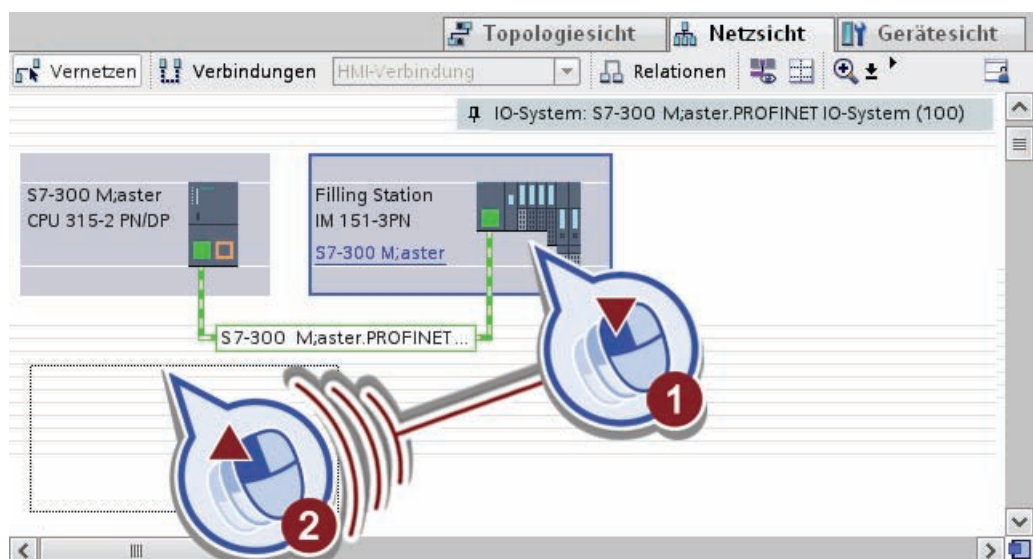 Topologiesicht Netzsicht Gerätesicht
Vernetzen Verbindungen HMI-Verbindung Relationen
IO-System: S7-300 M;aster.PROFINET IO-System (100)
S7-300 M;aster
CPU 315-2 PN/DP
Filling Station
IM 151-3PN
S7-300 M;aster
S7-300 M;aster.PROFINET...
1
2